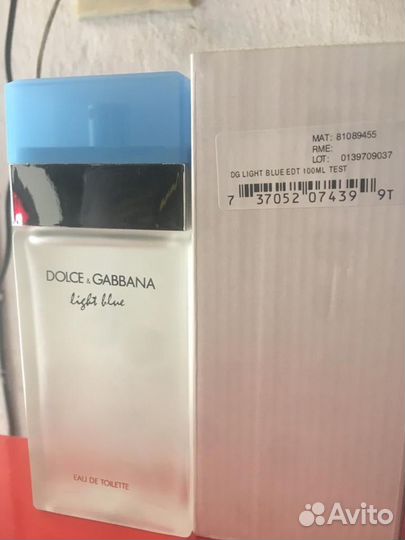 DOLCE & GABBANA
light blue
EAU DE TOILETTE
MAT: 81089455
RME:
LOT: 0139709037
DG LIGHT BLUE EDT 100ML TEST
7 37052 07439 9T
Avito